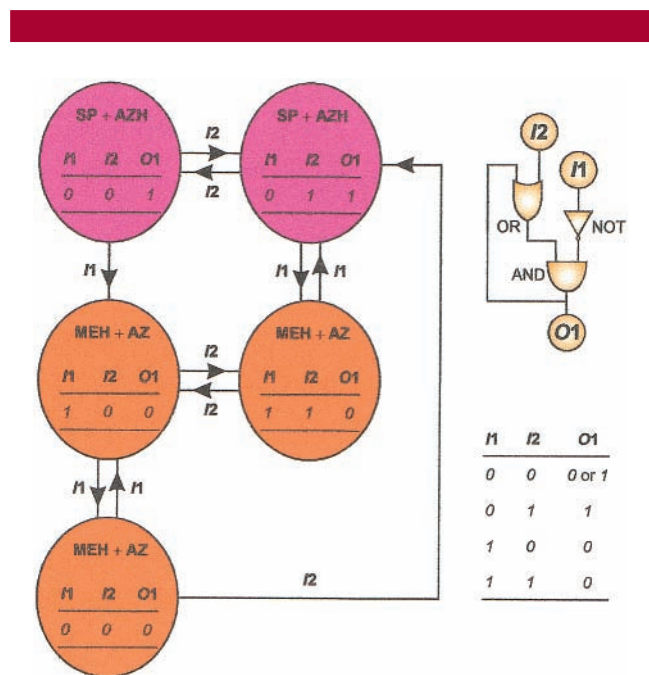 SP + AZH
I1 I2 O1
0 0 1
I2
I2
SP + AZH
I1 I2 O1
0 1 1
I1
I1
I1
MEH + AZ
I1 I2 O1
1 0 0
I2
I2
MEH + AZ
I1 I2 O1
1 1 0
I1
I1
MEH + AZ
I1 I2 O1
0 0 0
I2
I2
I1
OR
NOT
AND
O1
I1 I2 O1
0 0 0 or 1
0 1 1
1 0 0
1 1 0